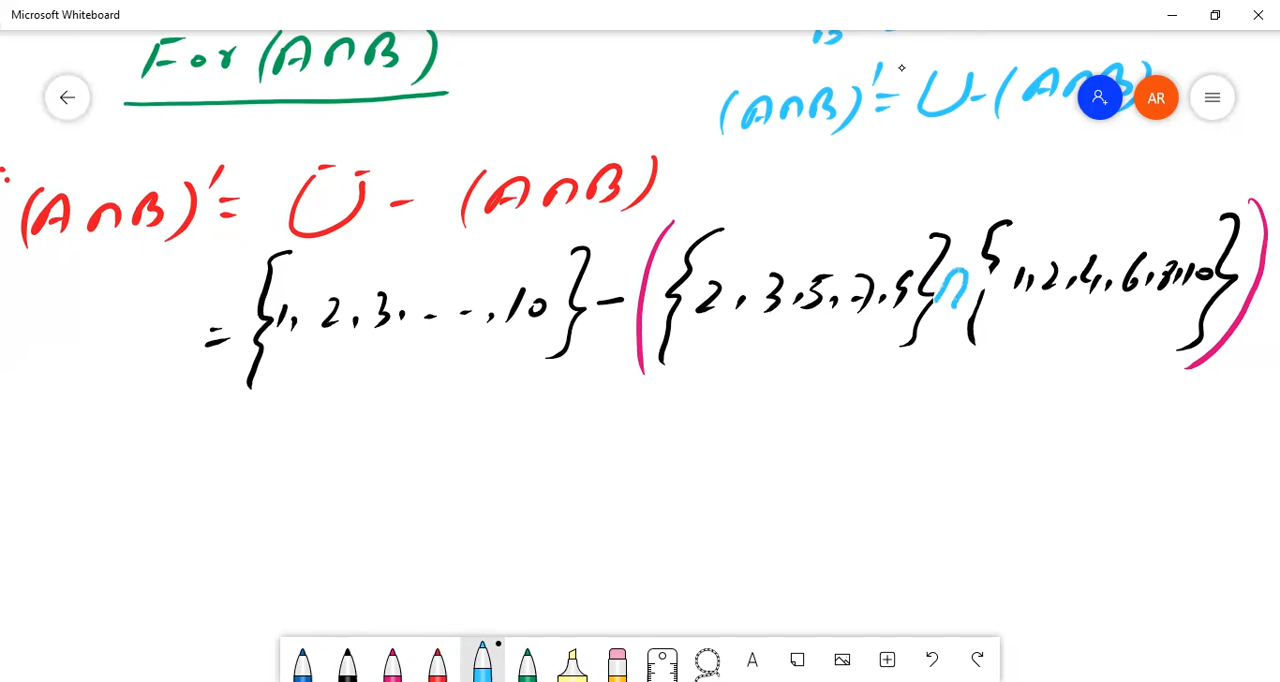 Microsoft Whiteboard
For (A∩B)
B
(A∩B)′ = U-(A∩B)
AR
(A∩B)′ = U - (A∩B)
= {1, 2, 3, - - -, 10} - ({2, 3, 5, 7, 9} ∩ {1, 2, 4, 6, 8, 10})
A